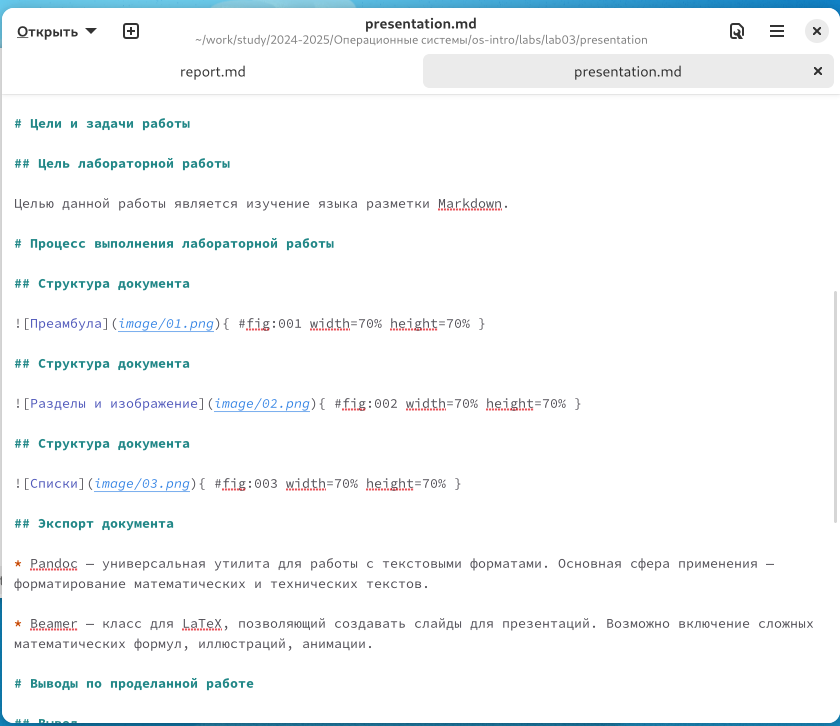 Открыть
presentation.md
~/work/study/2024-2025/Операционные системы/os-intro/labs/lab03/presentation
report.md
presentation.md
# Цели и задачи работы
## Цель лабораторной работы
Целью данной работы является изучение языка разметки Markdown.
# Процесс выполнения лабораторной работы
## Структура документа
![Преамбула](image/01.png){ #fig:001 width=70% height=70% }
## Структура документа
![Разделы и изображение](image/02.png){ #fig:002 width=70% height=70% }
## Структура документа
![Списки](image/03.png){ #fig:003 width=70% height=70% }
## Экспорт документа
* Pandoc — универсальная утилита для работы с текстовыми форматами. Основная сфера применения —
форматирование математических и технических текстов.
* Beamer — класс для LaTeX, позволяющий создавать слайды для презентаций. Возможно включение сложных
математических формул, иллюстраций, анимации.
# Выводы по проделанной работе
## Вывод